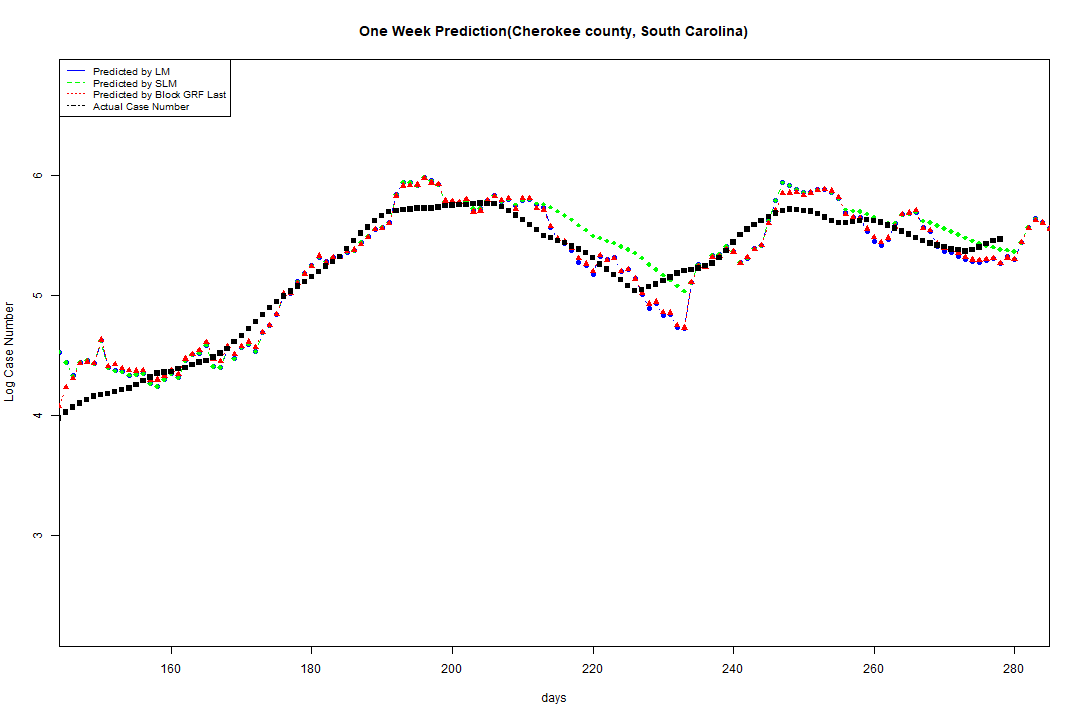 One Week Prediction(Cherokee county, South Carolina)
Predicted by LM
Predicted by SLM
Predicted by Block GRF Last
Actual Case Number
6
5
4
3
Log Case Number
160 180 200 220 240 260 280
days